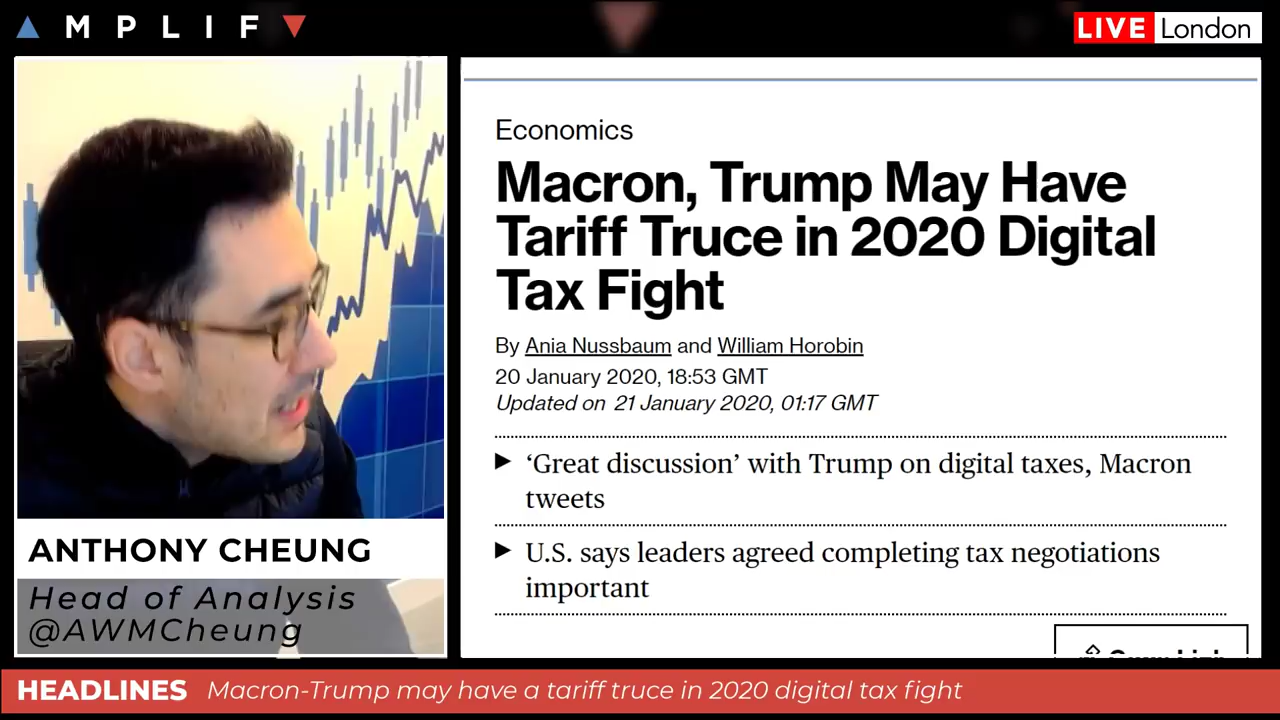 AMPLIFY
LIVE London
Economics
Macron, Trump May Have
Tariff Truce in 2020 Digital
Tax Fight
By Ania Nussbaum and William Horobin
20 January 2020, 18:53 GMT
Updated on 21 January 2020, 01:17 GMT
► ‘Great discussion’ with Trump on digital taxes, Macron
tweets
► U.S. says leaders agreed completing tax negotiations
important
ANTHONY CHEUNG
Head of Analysis
@AWMCheung
HEADLINES Macron-Trump may have a tariff truce in 2020 digital tax fight